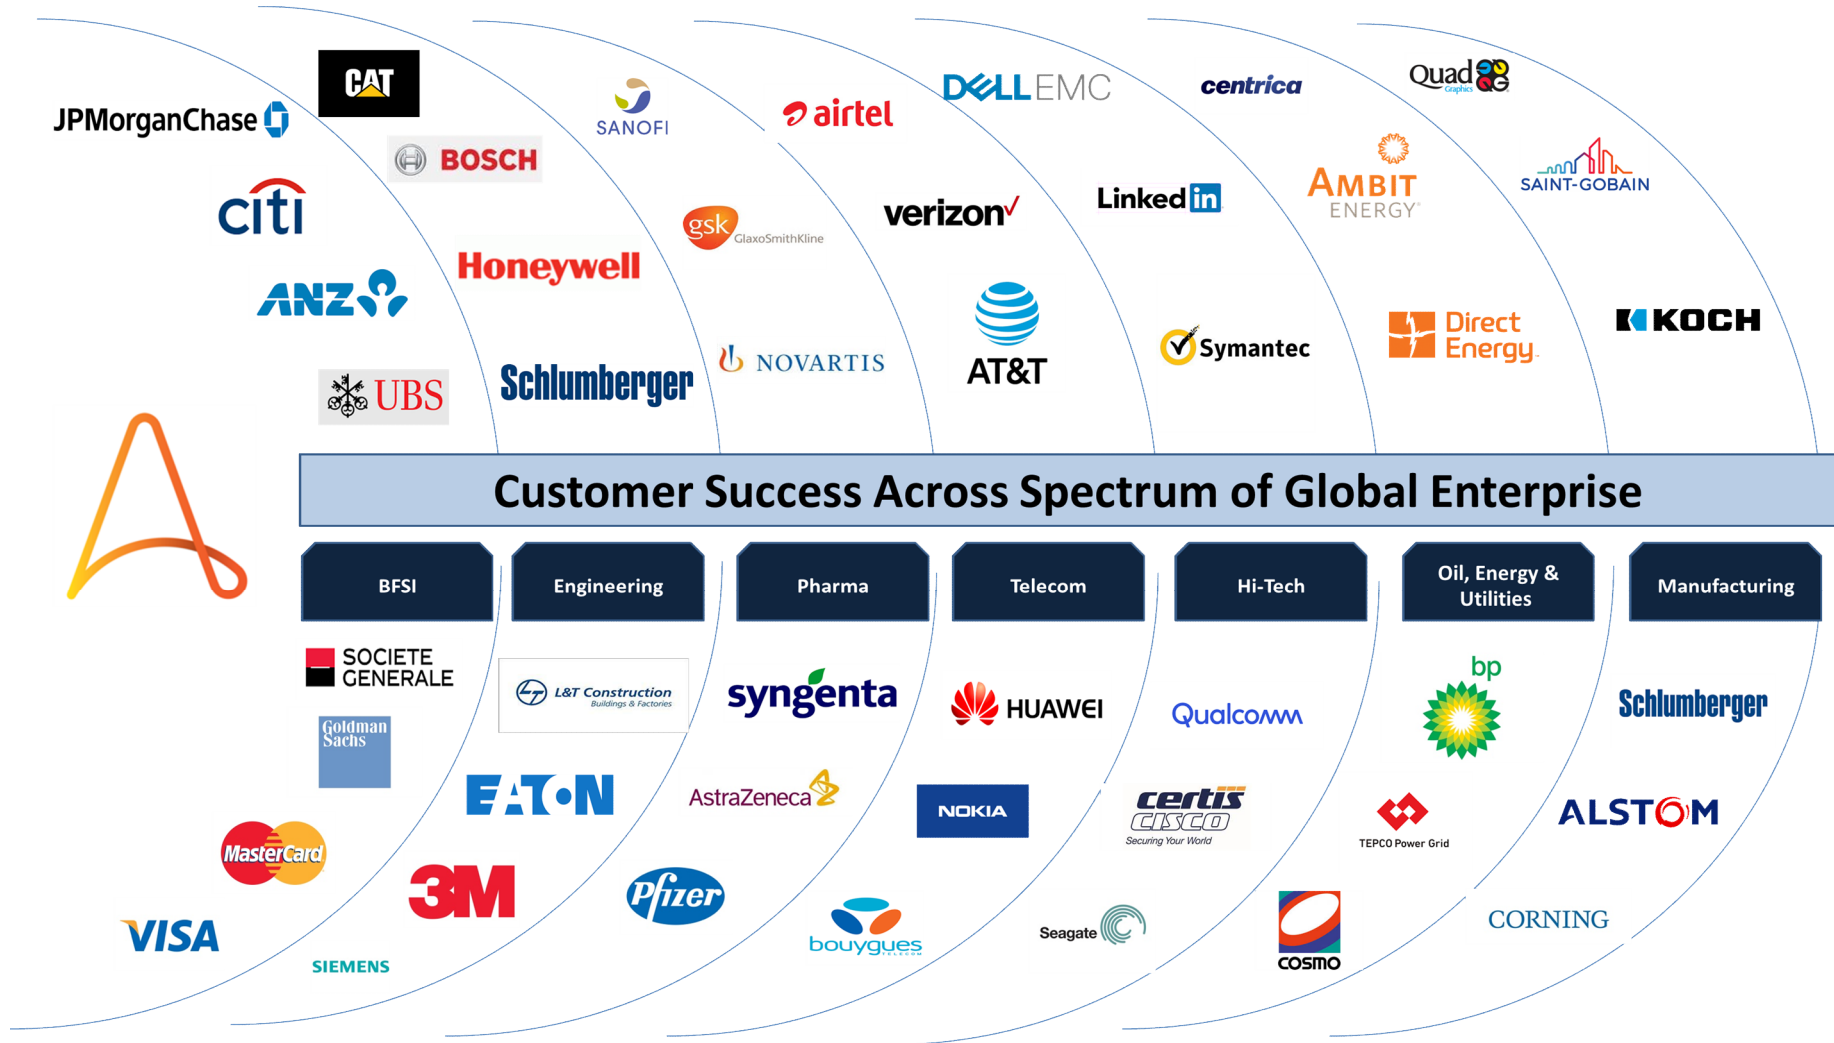 JPMorganChase
citi
ANZ
UBS
CAT
BOSCH
Honeywell
Schlumberger
SANOFI
gsk
GlaxoSmithKline
NOVARTIS
airtel
verizon
AT&T
DELL EMC
Linked in
Symantec
centrica
AMBIT
ENERGY
Direct
Energy
Quad
Graphics
SAINT-GOBAIN
KOCH
Customer Success Across Spectrum of Global Enterprise
BFSI
Engineering
Pharma
Telecom
Hi-Tech
Oil, Energy &
Utilities
Manufacturing
SOCIETE
GENERALE
Goldman
Sachs
MasterCard
VISA
L&T Construction
Buildings & Factories
EATON
3M
SIEMENS
syngenta
AstraZeneca
Pfizer
HUAWEI
NOKIA
bouygues
TELECOM
Qualcomm
certis
CISCO
Securing Your World
Seagate
bp
TEPCO Power Grid
COSMO
Schlumberger
ALSTOM
CORNING